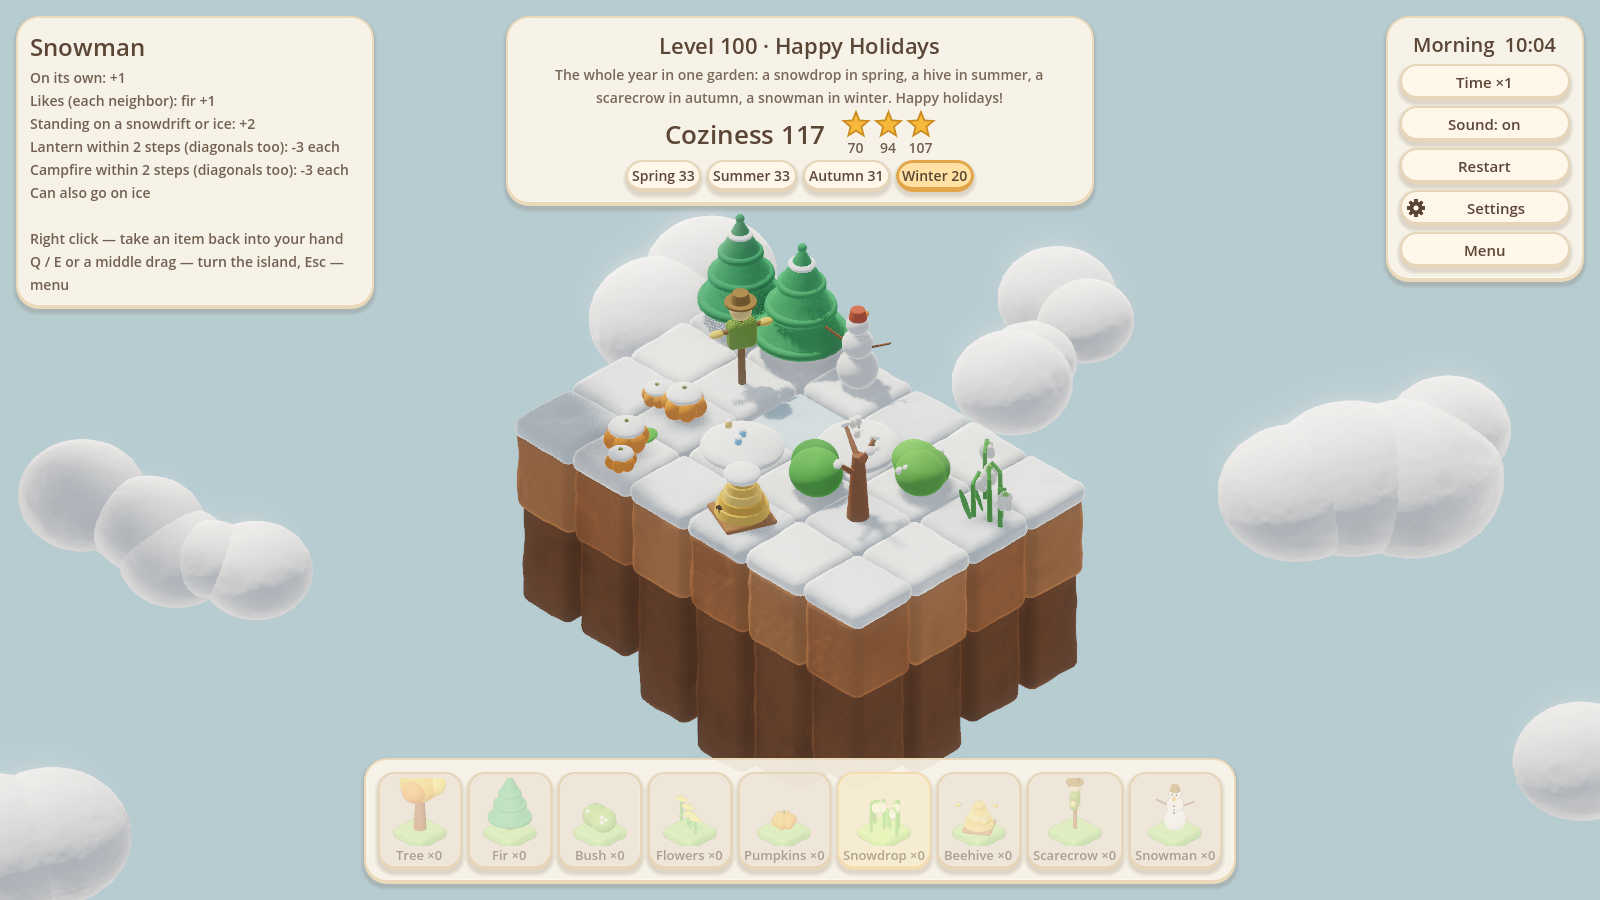 Snowman
On its own: +1
Likes (each neighbor): fir +1
Standing on a snowdrift or ice: +2
Lantern within 2 steps (diagonals too): -3 each
Campfire within 2 steps (diagonals too): -3 each
Can also go on ice
Right click — take an item back into your hand
Q / E or a middle drag — turn the island, Esc —
menu
Level 100 · Happy Holidays
The whole year in one garden: a snowdrop in spring, a hive in summer, a
scarecrow in autumn, a snowman in winter. Happy holidays!
Coziness 117
70 94 107
Spring 33 Summer 33 Autumn 31 Winter 20
Morning 10:04
Time ×1
Sound: on
Restart
Settings
Menu
Tree ×0 Fir ×0 Bush ×0 Flowers ×0 Pumpkins ×0 Snowdrop ×0 Beehive ×0 Scarecrow ×0 Snowman ×0